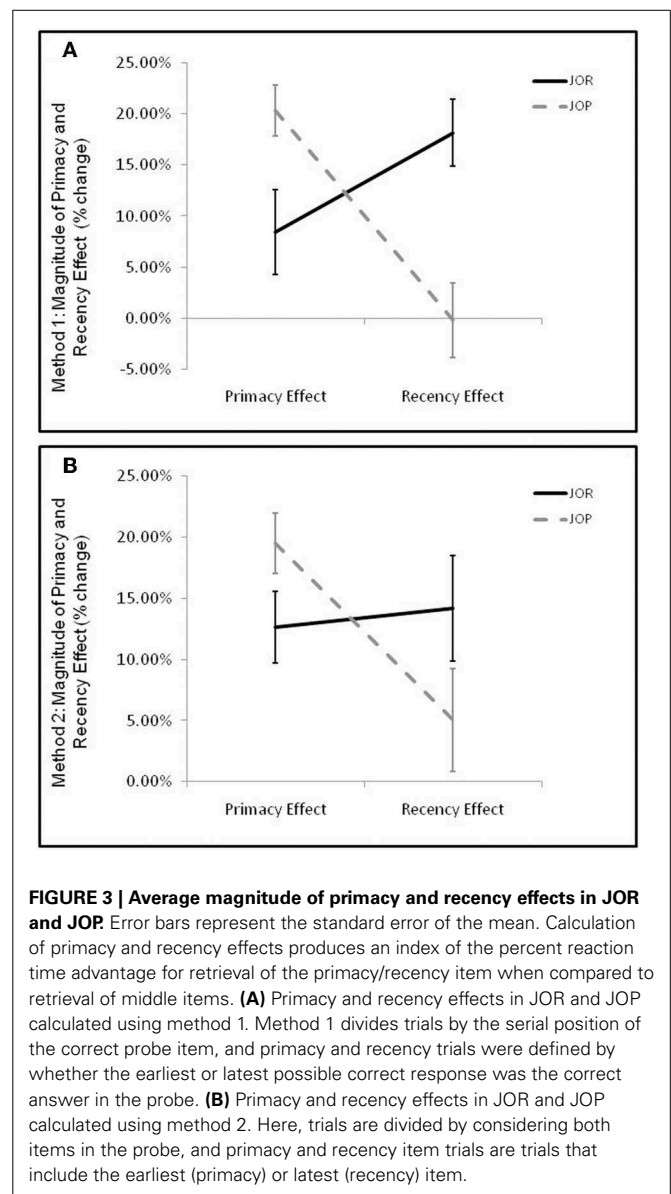 A
25.00%
20.00%
15.00%
10.00%
5.00%
0.00%
-5.00%
Method 1: Magnitude of Primacy and
Recency Effect (% change)
JOR
JOP
Primacy Effect
Recency Effect
B
25.00%
20.00%
15.00%
10.00%
5.00%
0.00%
Method 2: Magnitude of Primacy and
Recency Effect (% change)
JOR
JOP
Primacy Effect
Recency Effect
FIGURE 3 | Average magnitude of primacy and recency effects in JOR
and JOP. Error bars represent the standard error of the mean. Calculation
of primacy and recency effects produces an index of the percent reaction
time advantage for retrieval of the primacy/recency item when compared to
retrieval of middle items. (A) Primacy and recency effects in JOR and JOP
calculated using method 1. Method 1 divides trials by the serial position of
the correct probe item, and primacy and recency trials were defined by
whether the earliest or latest possible correct response was the correct
answer in the probe. (B) Primacy and recency effects in JOR and JOP
calculated using method 2. Here, trials are divided by considering both
items in the probe, and primacy and recency item trials are trials that
include the earliest (primacy) or latest (recency) item.